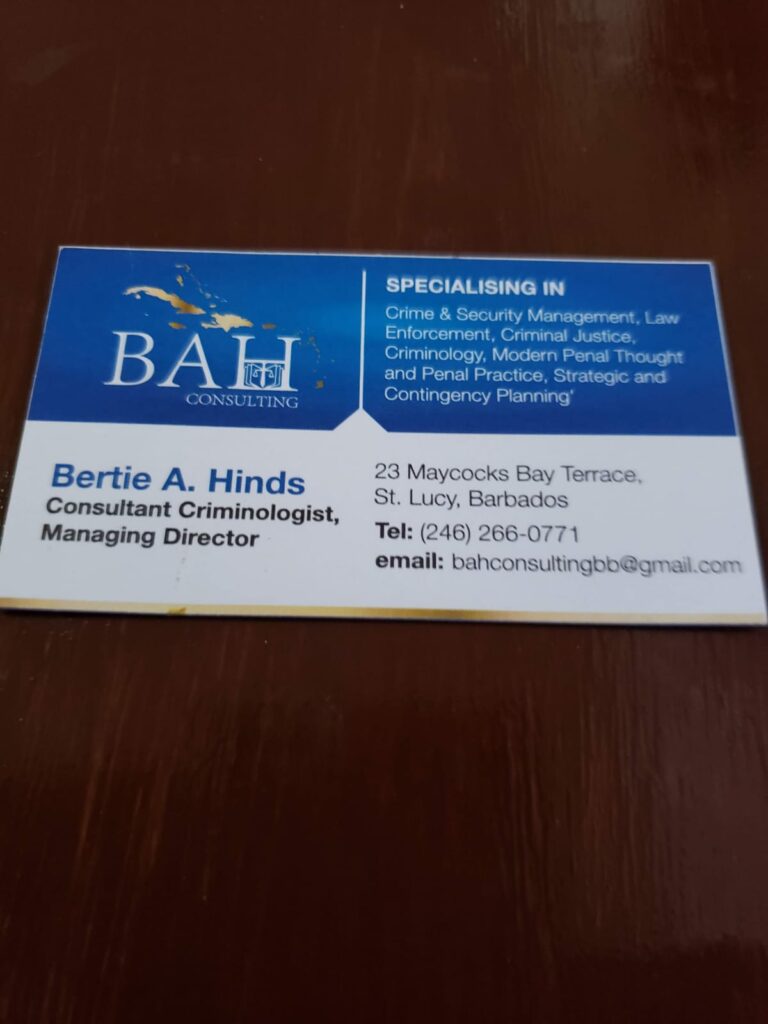 BAH
CONSULTING
SPECIALISING IN
Crime & Security Management, Law
Enforcement, Criminal Justice,
Criminology, Modern Penal Thought
and Penal Practice, Strategic and
Contingency Planning'
Bertie A. Hinds
Consultant Criminologist,
Managing Director
23 Maycocks Bay Terrace,
St. Lucy, Barbados
Tel: (246) 266-0771
email: bahconsultingbb@gmail.com